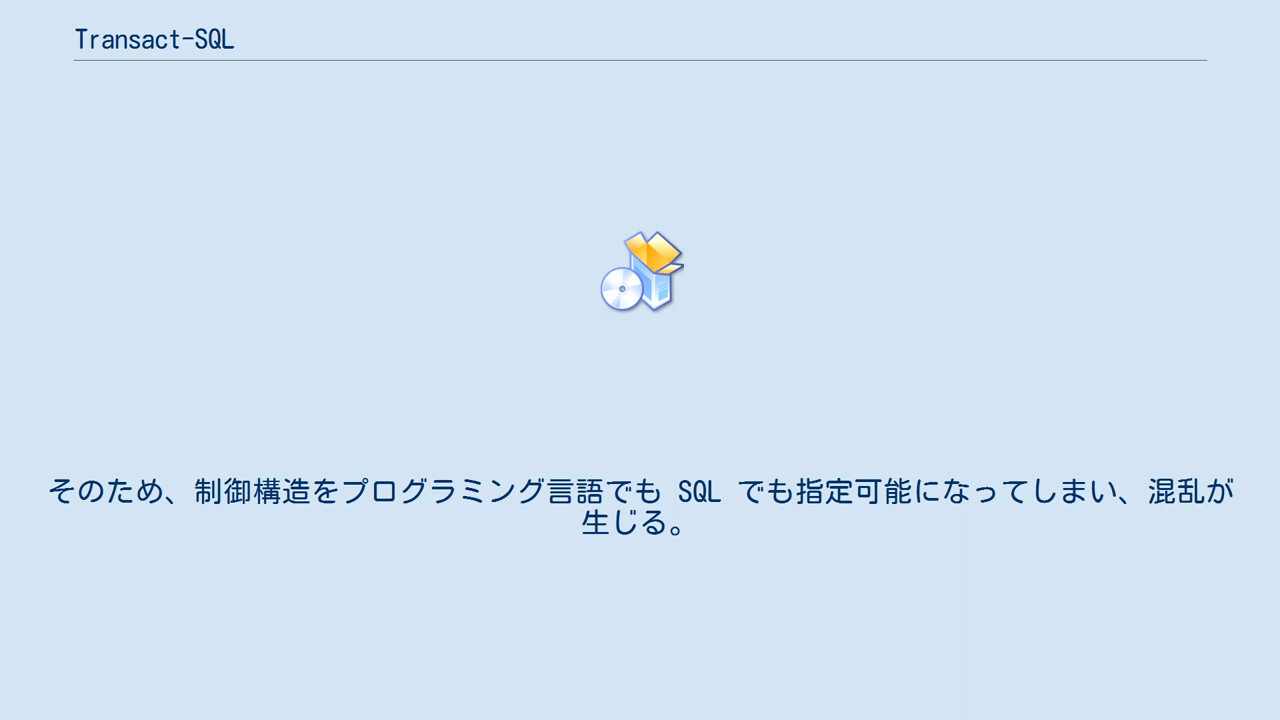 Transact-SQL
そのため、制御構造をプログラミング言語でも SQL でも指定可能になってしまい、混乱が
生じる。